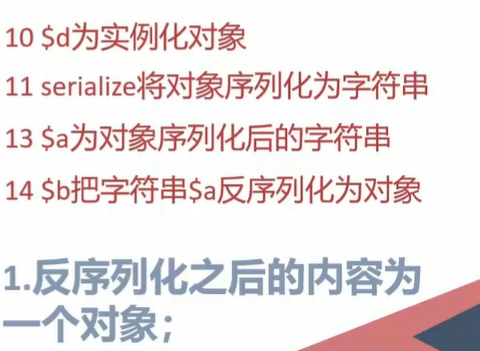 10 $d为实例化对象
11 serialize将对象序列化为字符串
13 $a为对象序列化后的字符串
14 $b把字符串$a反序列化为对象
1.反序列化之后的内容为
一个对象；